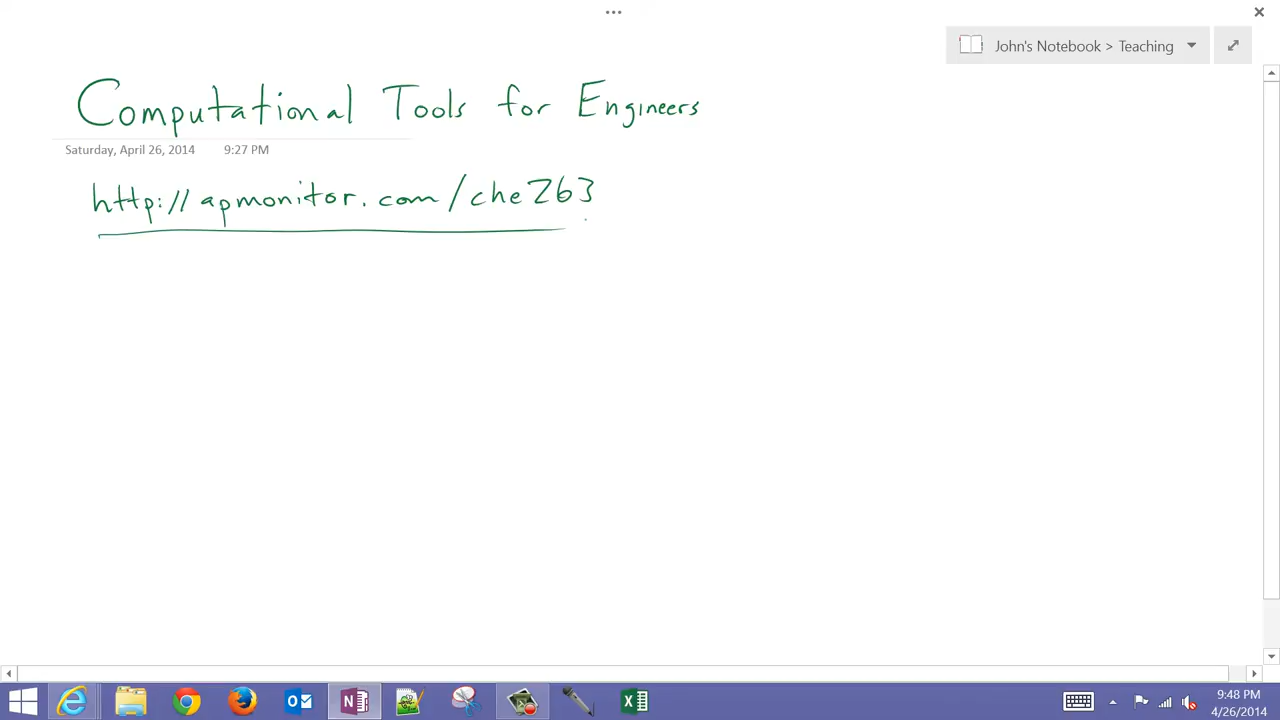 ...
John's Notebook > Teaching
Computational Tools for Engineers
Saturday, April 26, 2014 9:27 PM
http://apmonitor.com/che263
9:48 PM
4/26/2014